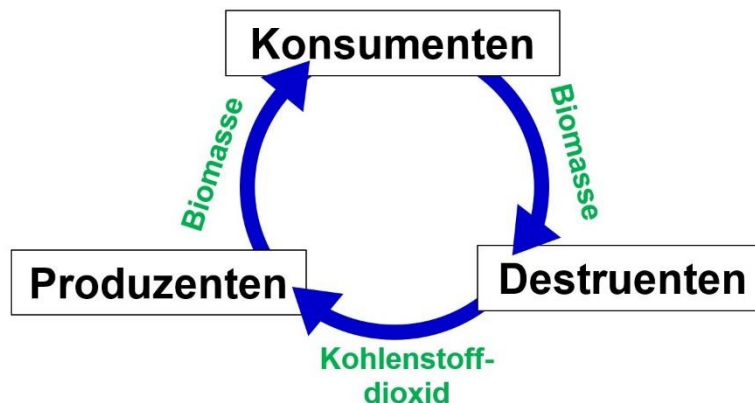 Konsumenten
Biomasse
Biomasse
Produzenten
Destruenten
Kohlenstoff-
dioxid